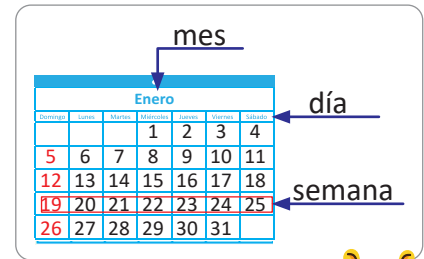 mes
Enero
Domingo Lunes Martes Miércoles Jueves Viernes Sábado
día
1 2 3 4
5 6 7 8 9 10 11
12 13 14 15 16 17 18
semana
19 20 21 22 23 24 25
26 27 28 29 30 31